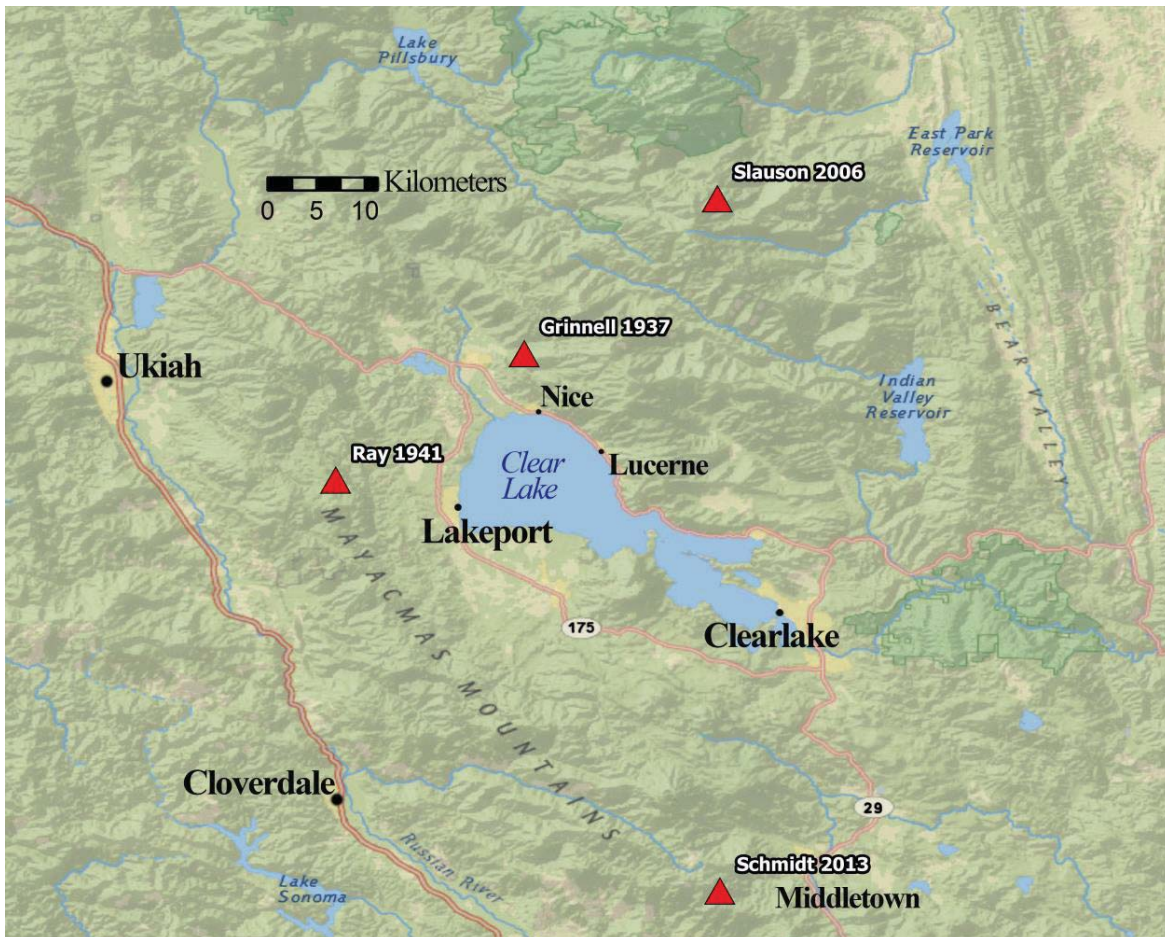 Lake
Pillsbury
East Park
Reservoir
Slauson 2006
Kilometers
0 5 10
Grinnell 1937
BEAR VALLEY
Ukiah
Nice
Indian
Valley
Reservoir
Ray 1941
Clear
Lake
Lucerne
Lakeport
MAYACMAS MOUNTAINS
175
Clearlake
Cloverdale
29
Russian River
Schmidt 2013
Lake
Sonoma
Middletown